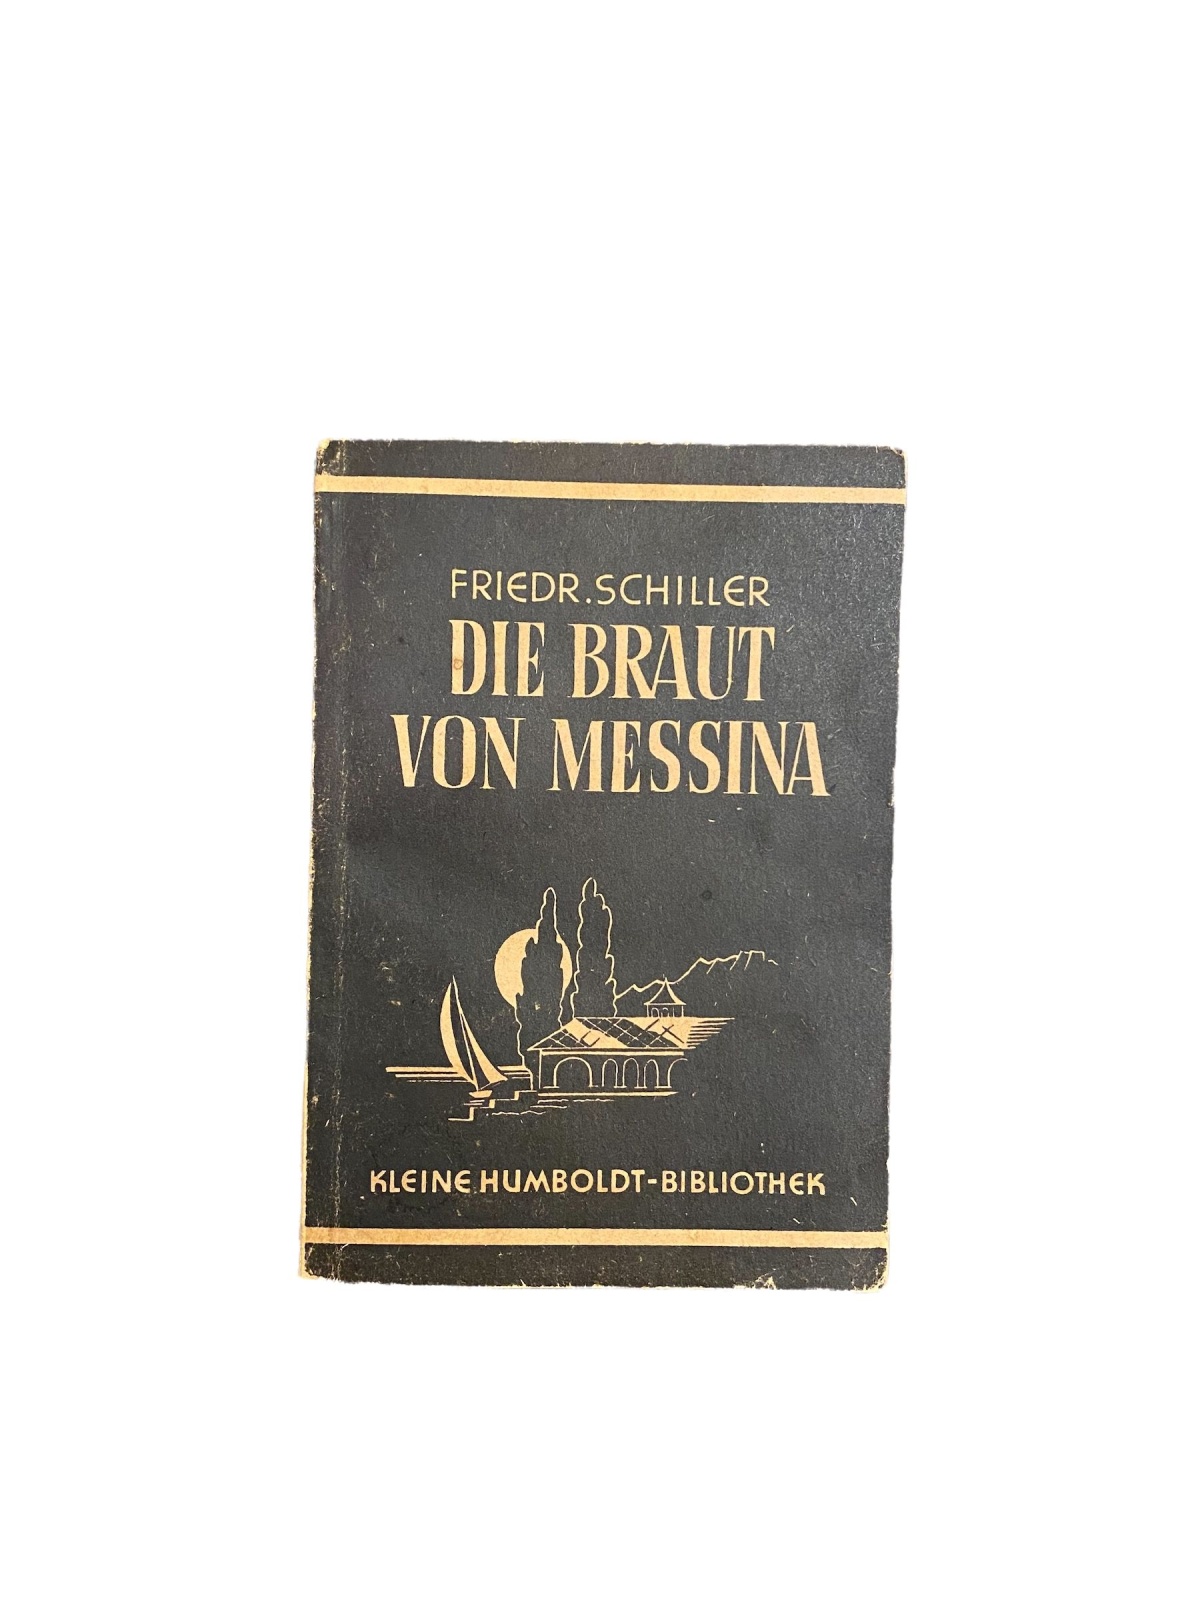 FRIEDR. SCHILLER
DIE BRAUT
VON MESSINA
KLEINE HUMBOLDT-BIBLIOTHEK